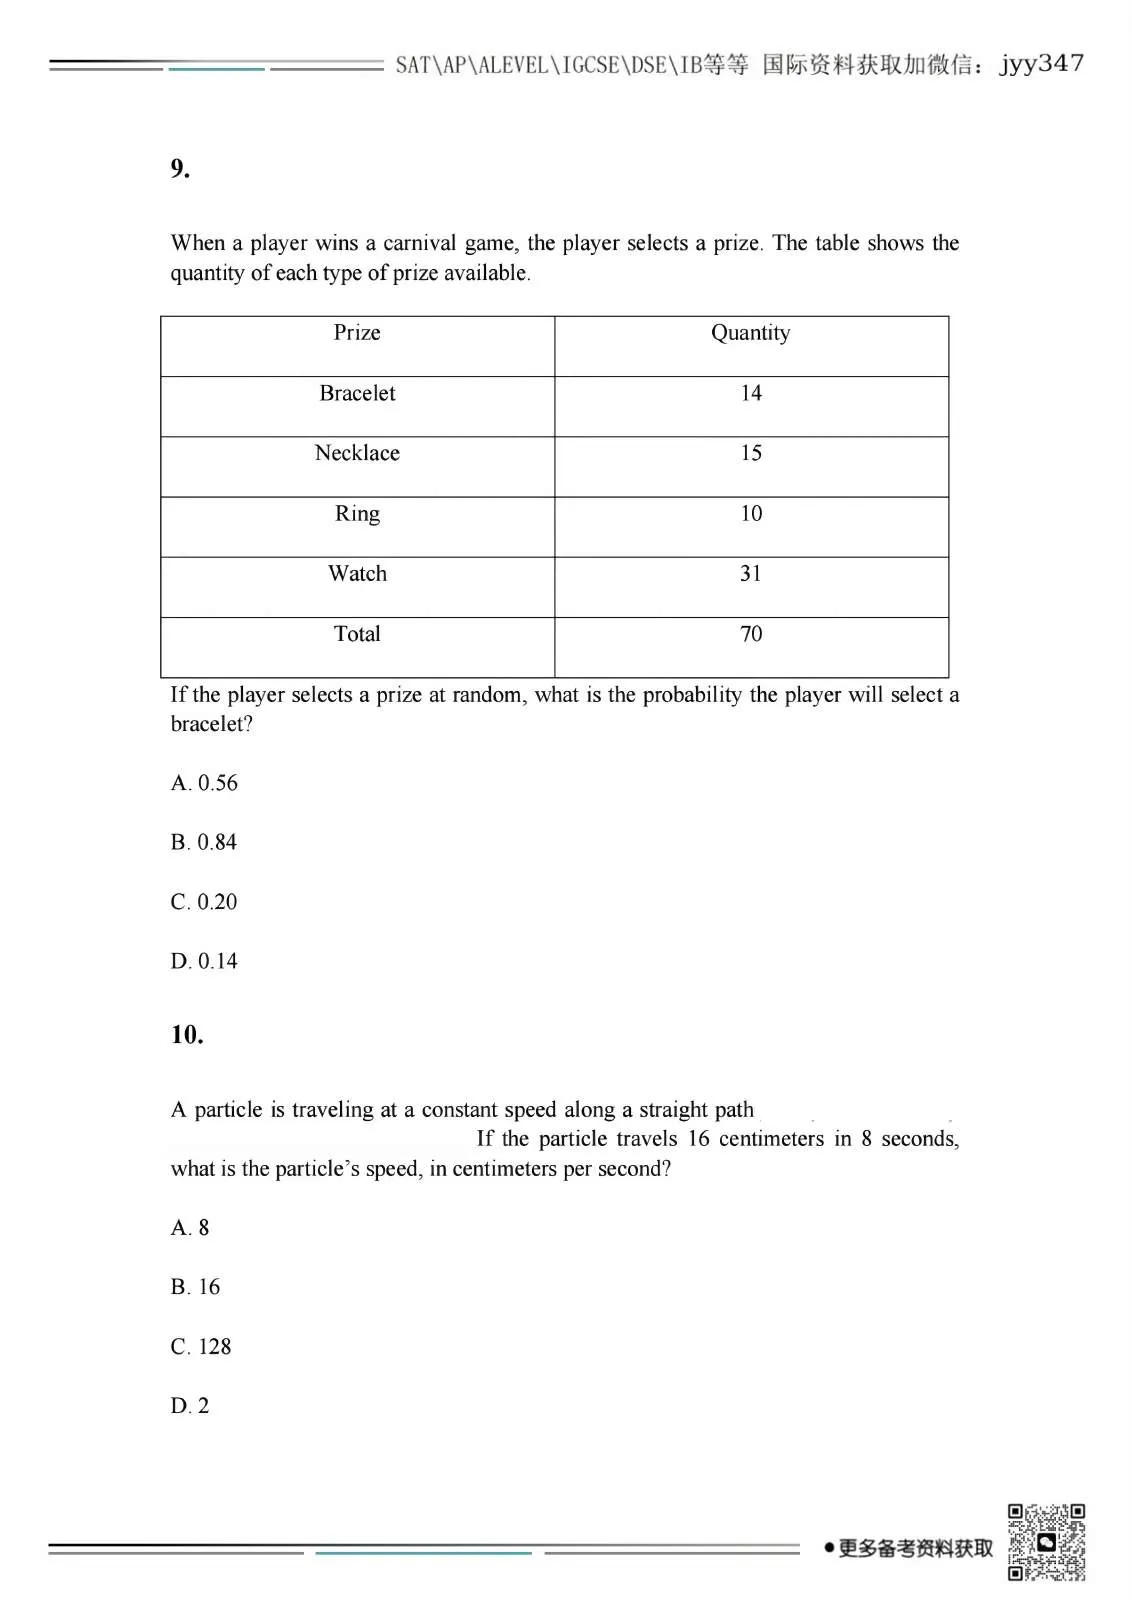 SAT\AP\ALEVEL\IGCSE\DSE\IB等等 国际资料获取加微信: jyy347
9.
When a player wins a carnival game, the player selects a prize. The table shows the
quantity of each type of prize available.
Prize Quantity
Bracelet 14
Necklace 15
Ring 10
Watch 31
Total 70
If the player selects a prize at random, what is the probability the player will select a
bracelet?
A. 0.56
B. 0.84
C. 0.20
D. 0.14
10.
A particle is traveling at a constant speed along a straight path
If the particle travels 16 centimeters in 8 seconds,
what is the particle’s speed, in centimeters per second?
A. 8
B. 16
C. 128
D. 2
●更多备考资料获取